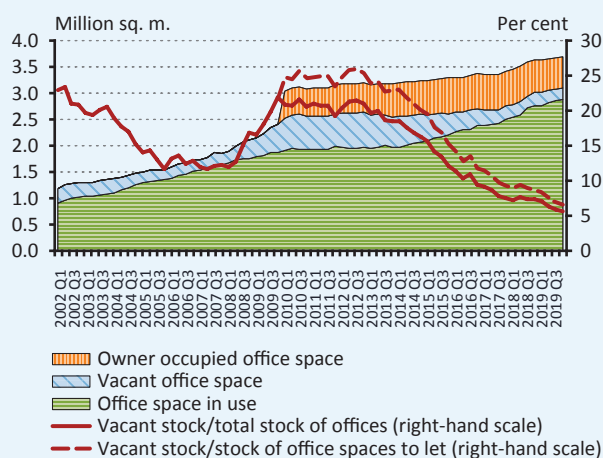 Million sq. m.
Per cent
4.0
3.5
3.0
2.5
2.0
1.5
1.0
0.5
0.0
30
25
20
15
10
5
0
2002 Q1
2002 Q3
2003 Q1
2003 Q3
2004 Q1
2004 Q3
2005 Q1
2005 Q3
2006 Q1
2006 Q3
2007 Q1
2007 Q3
2008 Q1
2008 Q3
2009 Q1
2009 Q3
2010 Q1
2010 Q3
2011 Q1
2011 Q3
2012 Q1
2012 Q3
2013 Q1
2013 Q3
2014 Q1
2014 Q3
2015 Q1
2015 Q3
2016 Q1
2016 Q3
2017 Q1
2017 Q3
2018 Q1
2018 Q3
2019 Q1
2019 Q3
Owner occupied office space
Vacant office space
Office space in use
Vacant stock/total stock of offices (right-hand scale)
Vacant stock/stock of office spaces to let (right-hand scale)